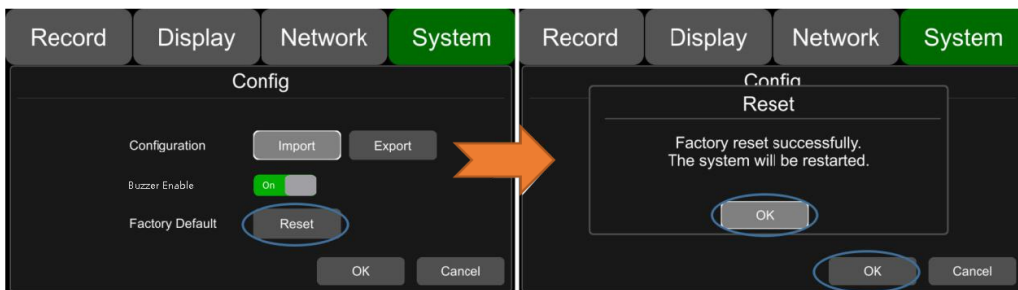 Record Display Network System
Config
Configuration Import Export
Buzzer Enable On
Factory Default Reset
OK Cancel
Record Display Network System
Config
Reset
Factory reset successfully.
The system will be restarted.
OK
OK Cancel